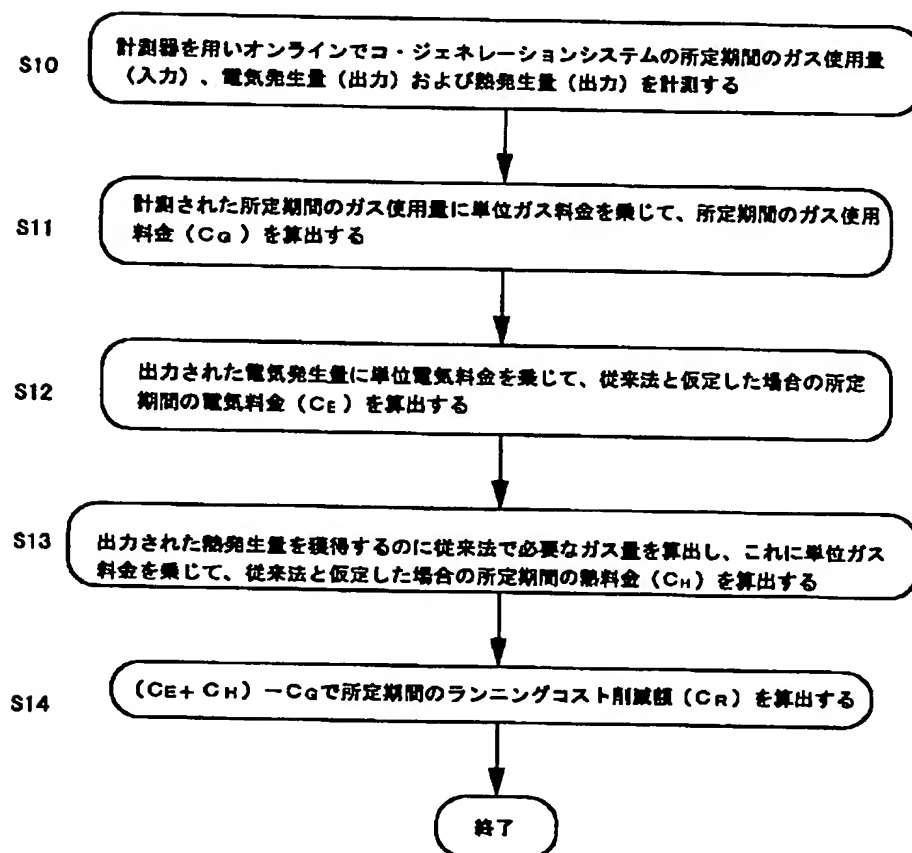 S10
計測器を用いオンラインでコ・ジェネレーションシステムの所定期間のガス使用量
（入力）、電気発生量（出力）および熱発生量（出力）を計測する
S11
計測された所定期間のガス使用量に単位ガス料金を乗じて、所定期間のガス使用
料金（CG）を算出する
S12
出力された電気発生量に単位電気料金を乗じて、従来法と仮定した場合の所定
期間の電気料金（CE）を算出する
S13
出力された熱発生量を獲得するのに従来法で必要なガス量を算出し、これに単位ガス
料金を乗じて、従来法と仮定した場合の所定期間の熱料金（CH）を算出する
S14
（CE+ CH）−CGで所定期間のランニングコスト削減額（CR）を算出する
終了